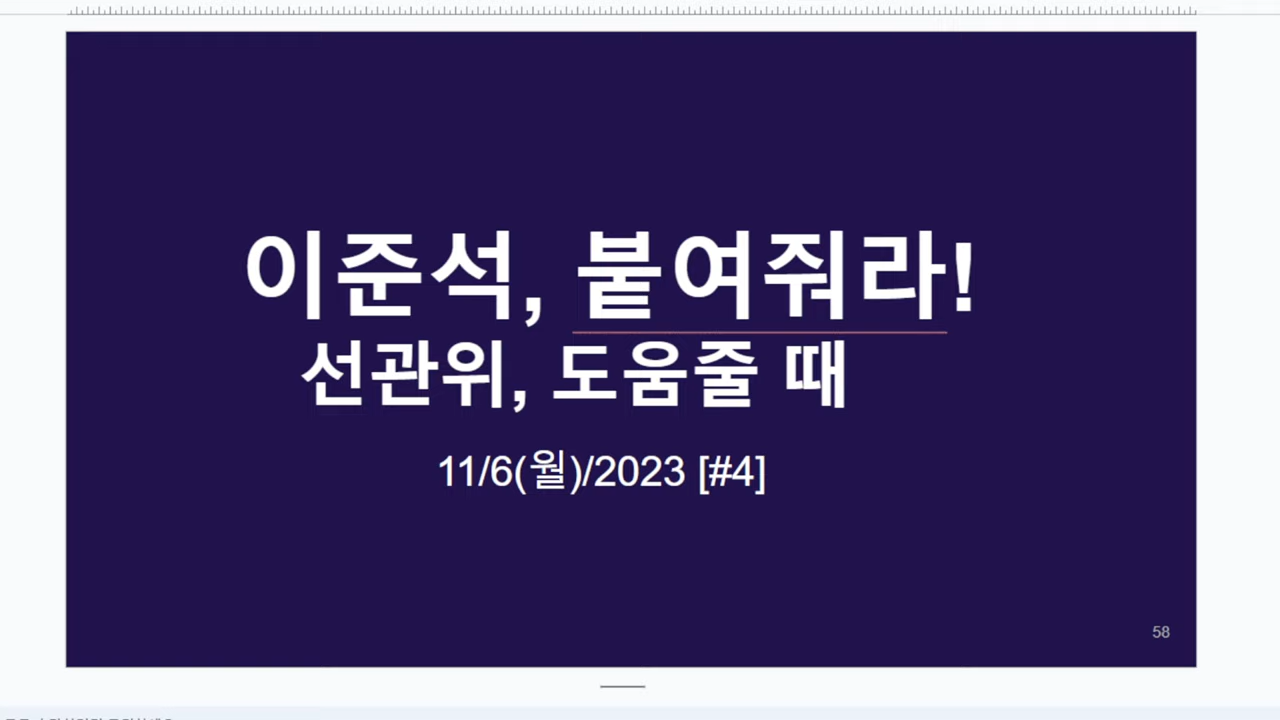 이준석, 붙여줘라!
선관위, 도움줄 때
11/6(월)/2023 [#4]
58